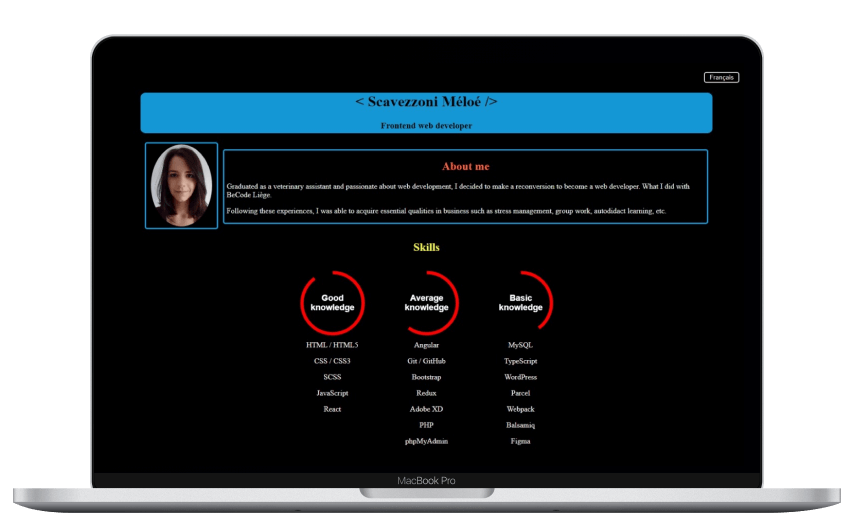 Français
< Scavezzoni Méloé />
Frontend web developer
About me
Graduated as a veterinary assistant and passionate about web development, I decided to make a reconversion to become a web developer. What I did with
BeCode Liège.
Following these experiences, I was able to acquire essential qualities in business such as stress management, group work, autodidact learning, etc.
Skills
Good
knowledge
HTML / HTML5
CSS / CSS3
SCSS
JavaScript
React
Average
knowledge
Angular
Git / GitHub
Bootstrap
Redux
Adobe XD
PHP
phpMyAdmin
Basic
knowledge
MySQL
TypeScript
WordPress
Parcel
Webpack
Balsamiq
Figma
MacBook Pro